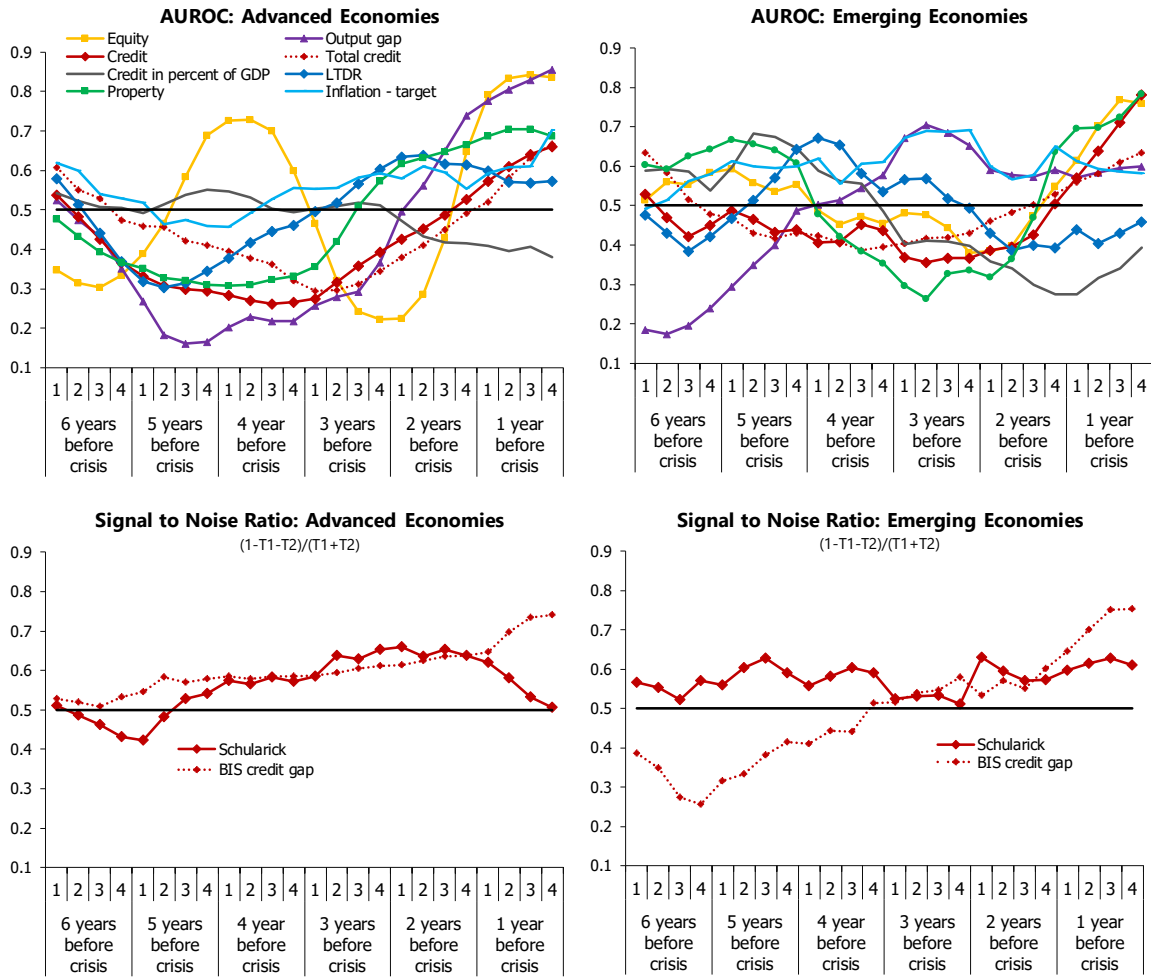 AUROC: Advanced Economies
Equity
Output gap
Credit
Total credit
Credit in percent of GDP
LTDR
Property
Inflation - target
0.9
0.8
0.7
0.6
0.5
0.4
0.3
0.2
0.1
1 2 3 4 1 2 3 4 1 2 3 4 1 2 3 4 1 2 3 4 1 2 3 4
6 years 5 years 4 year before 3 years 2 years 1 year before
before before crisis before before crisis
crisis crisis crisis crisis
AUROC: Emerging Economies
0.9
0.8
0.7
0.6
0.5
0.4
0.3
0.2
0.1
1 2 3 4 1 2 3 4 1 2 3 4 1 2 3 4 1 2 3 4 1 2 3 4
6 years 5 years 4 year before 3 years 2 years 1 year before
before before crisis before before crisis
crisis crisis crisis crisis
Signal to Noise Ratio: Advanced Economies
(1-T1-T2)/(T1+T2)
0.9
0.8
0.7
0.6
0.5
0.4
0.3
0.2
0.1
Schularick
BIS credit gap
1 2 3 4 1 2 3 4 1 2 3 4 1 2 3 4 1 2 3 4 1 2 3 4
6 years 5 years 4 years 3 years 2 years 1 year
before before before before before before
crisis crisis crisis crisis crisis crisis
Signal to Noise Ratio: Emerging Economies
(1-T1-T2)/(T1+T2)
0.9
0.8
0.7
0.6
0.5
0.4
0.3
0.2
0.1
Schularick
BIS credit gap
1 2 3 4 1 2 3 4 1 2 3 4 1 2 3 4 1 2 3 4 1 2 3 4
6 years 5 years 4 years 3 years 2 years 1 year
before before before before before before
crisis crisis crisis crisis crisis crisis